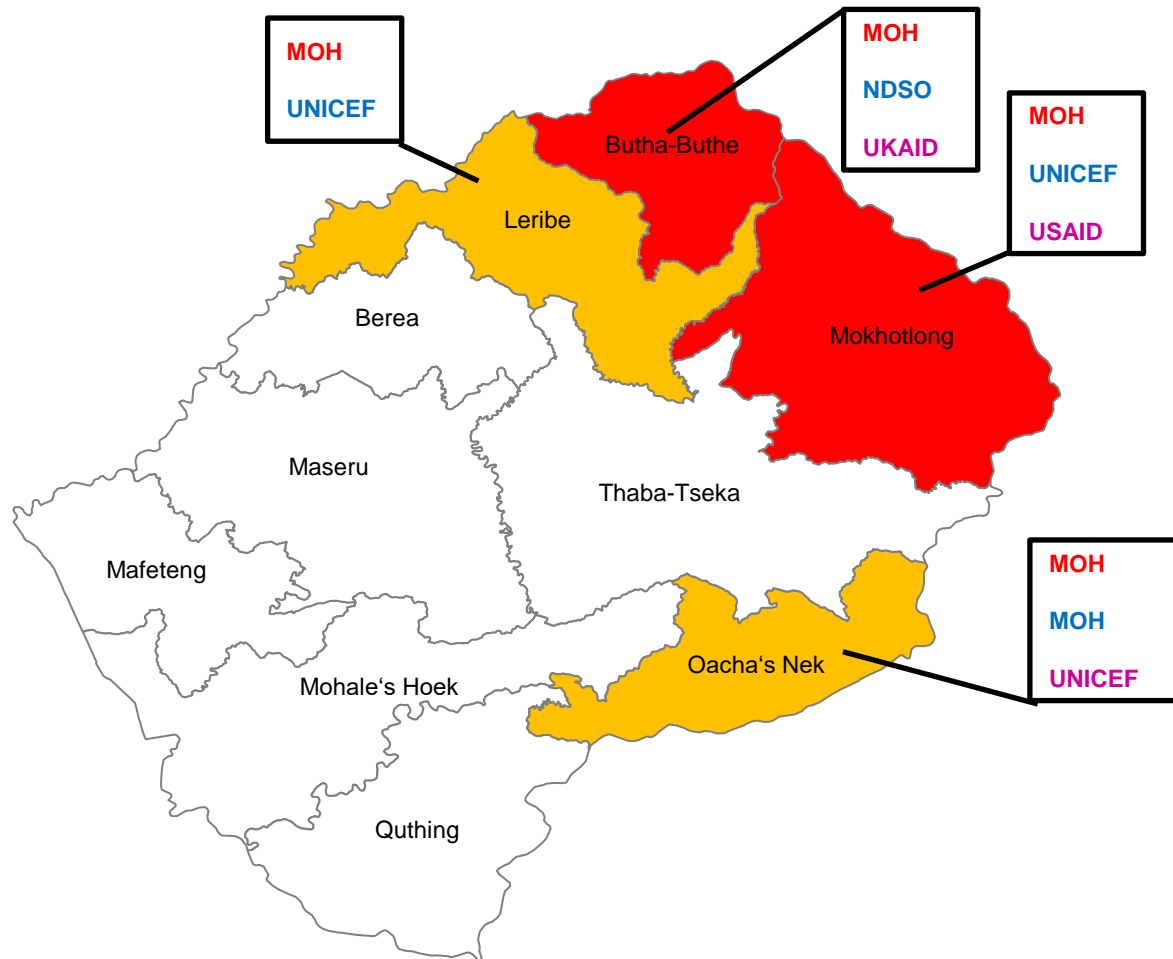 MOH
UNICEF
MOH
NDSO
UKAID
MOH
UNICEF
USAID
Butha-Buthe
Leribe
Berea
Mokhotlong
Maseru
Thaba-Tseka
Mafeteng
MOH
MOH
UNICEF
Oacha‘s Nek
Mohale‘s Hoek
Quthing